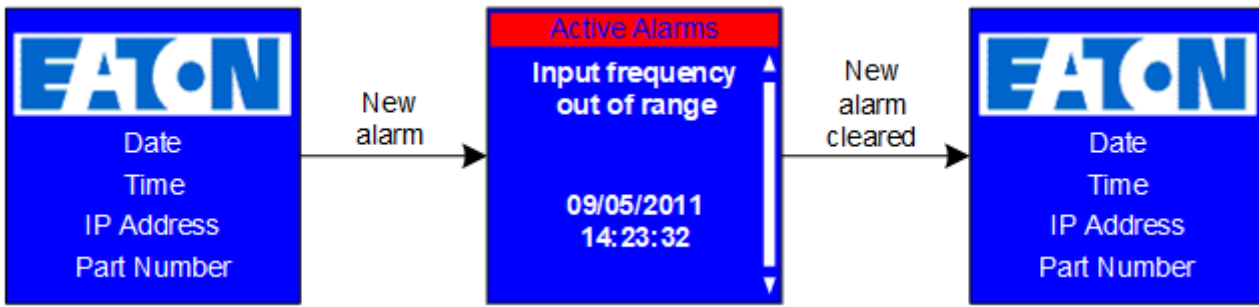 EATON
Date
Time
IP Address
Part Number
New
alarm
Active Alarms
Input frequency
out of range
09/05/2011
14:23:32
New
alarm
cleared
EATON
Date
Time
IP Address
Part Number